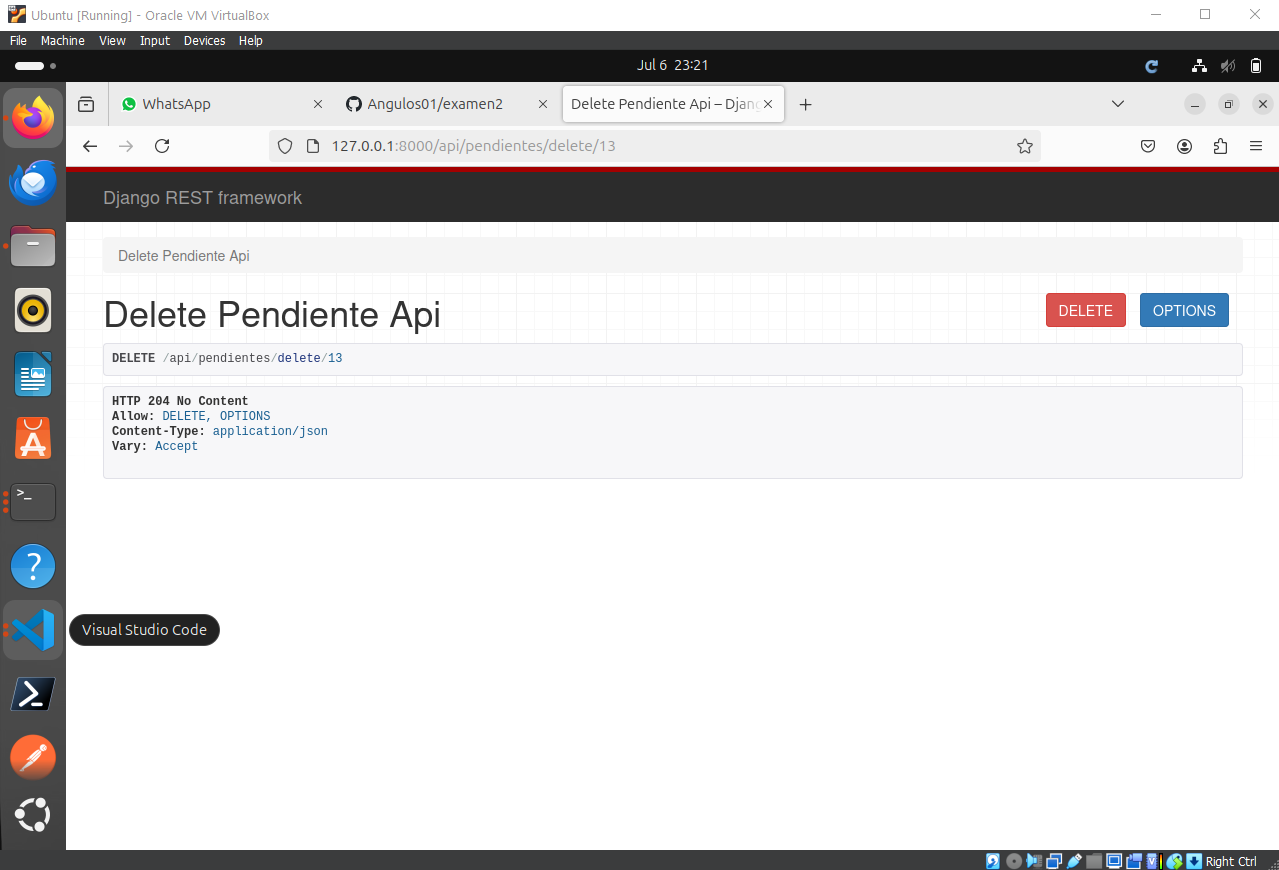 Ubuntu [Running] - Oracle VM VirtualBox
File Machine View Input Devices Help
Jul 6 23:21
WhatsApp
Angulos01/examen2
Delete Pendiente Api – Djan
127.0.0.1:8000/api/pendientes/delete/13
Django REST framework
Delete Pendiente Api
Delete Pendiente Api
DELETE
OPTIONS
DELETE /api/pendientes/delete/13
HTTP 204 No Content
Allow: DELETE, OPTIONS
Content-Type: application/json
Vary: Accept
Visual Studio Code
Right Ctrl